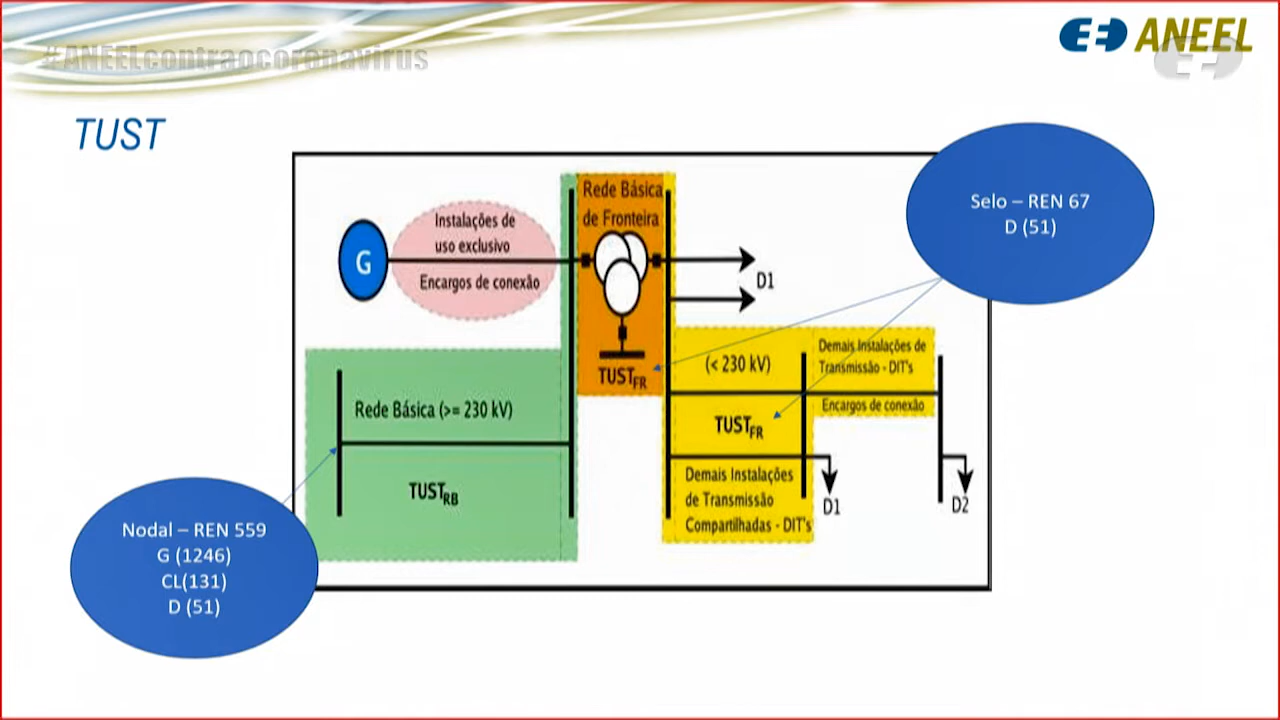 #ANEELcontraocoronavirus
ANEEL
TUST
Selo – REN 67
D (51)
Rede Básica
de Fronteira
Instalações de
uso exclusivo
G
Encargos de conexão
D1
TUSTFR
(< 230 kV)
Demais Instalações de
Transmissão - DIT's
Encargos de conexão
Rede Básica (>= 230 kV)
TUSTFR
TUSTRB
Demais Instalações
de Transmissão
Compartilhadas - DIT's
D1
D2
Nodal – REN 559
G (1246)
CL(131)
D (51)